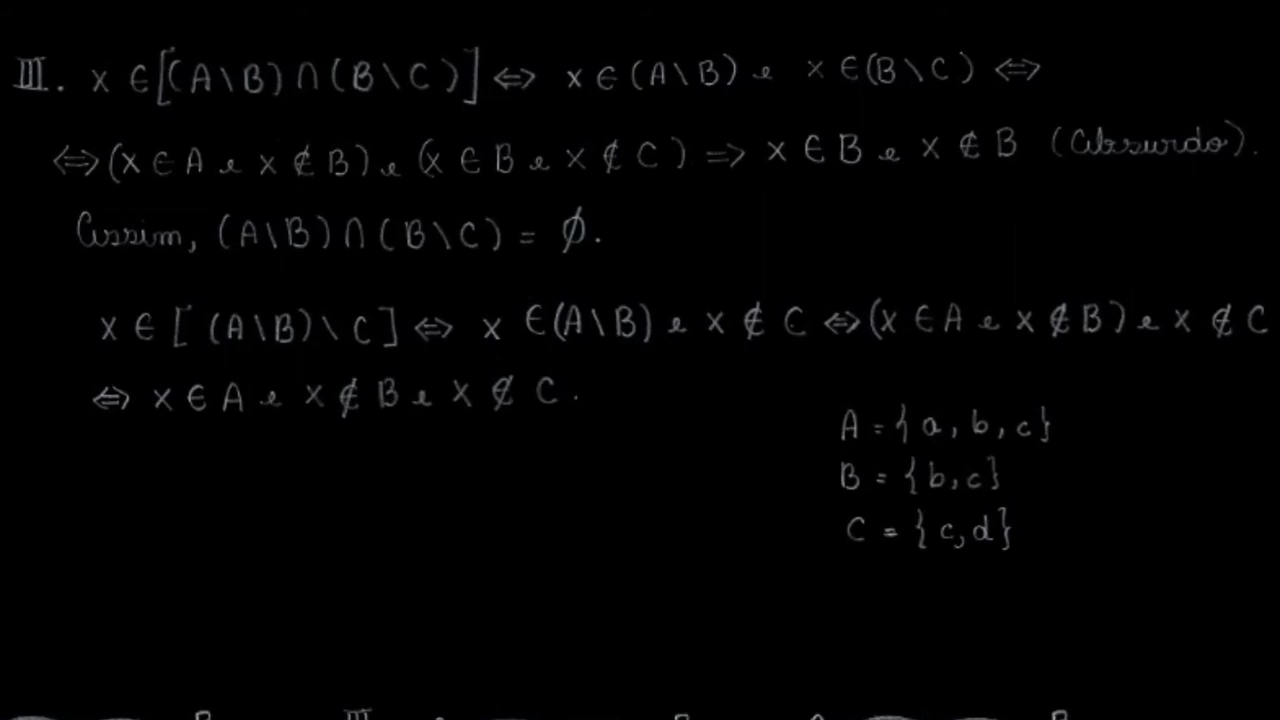 III. x ∈ [(A\B) ∩ (B\C)] ⇔ x ∈ (A\B) e x ∈ (B\C) ⇔
⇔ (x ∈ A e x ∉ B) e (x ∈ B e x ∉ C) ⇒ x ∈ B e x ∉ B (Absurdo).
Assim, (A\B) ∩ (B\C) = ∅.
x ∈ [(A\B)\C] ⇔ x ∈ (A\B) e x ∉ C ⇔ (x ∈ A e x ∉ B) e x ∉ C
⇔ x ∈ A e x ∉ B e x ∉ C.
A = {a, b, c}
B = {b, c}
C = {c, d}